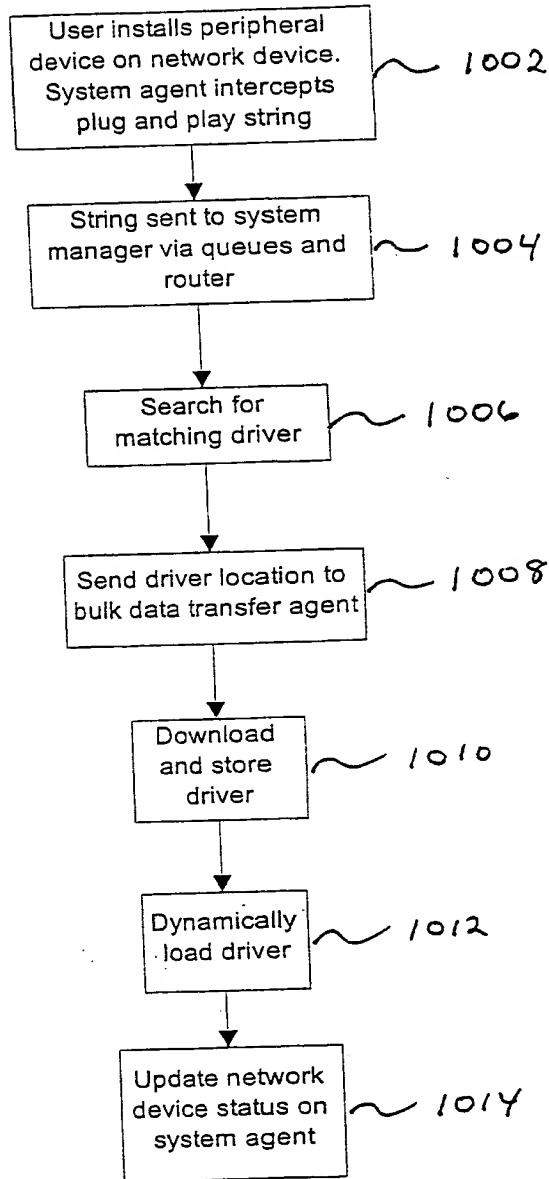 User installs peripheral
device on network device.
System agent intercepts
plug and play string
1002
String sent to system
manager via queues and
router
1004
Search for
matching driver
1006
Send driver location to
bulk data transfer agent
1008
Download
and store
driver
1010
Dynamically
load driver
1012
Update network
device status on
system agent
1014